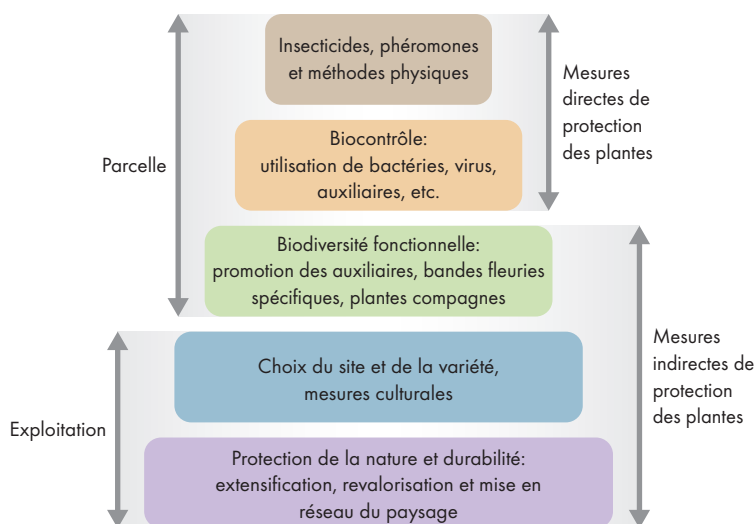 Insecticides, phéromones
et méthodes physiques
Mesures
directes de
protection
des plantes
Parcelle
Biocontrôle:
utilisation de bactéries, virus,
auxiliaires, etc.
Biodiversité fonctionnelle:
promotion des auxiliaires, bandes fleuries
spécifiques, plantes compagnes
Mesures
indirectes de
protection
des plantes
Choix du site et de la variété,
mesures culturales
Exploitation
Protection de la nature et durabilité:
extensification, revalorisation et mise en
réseau du paysage